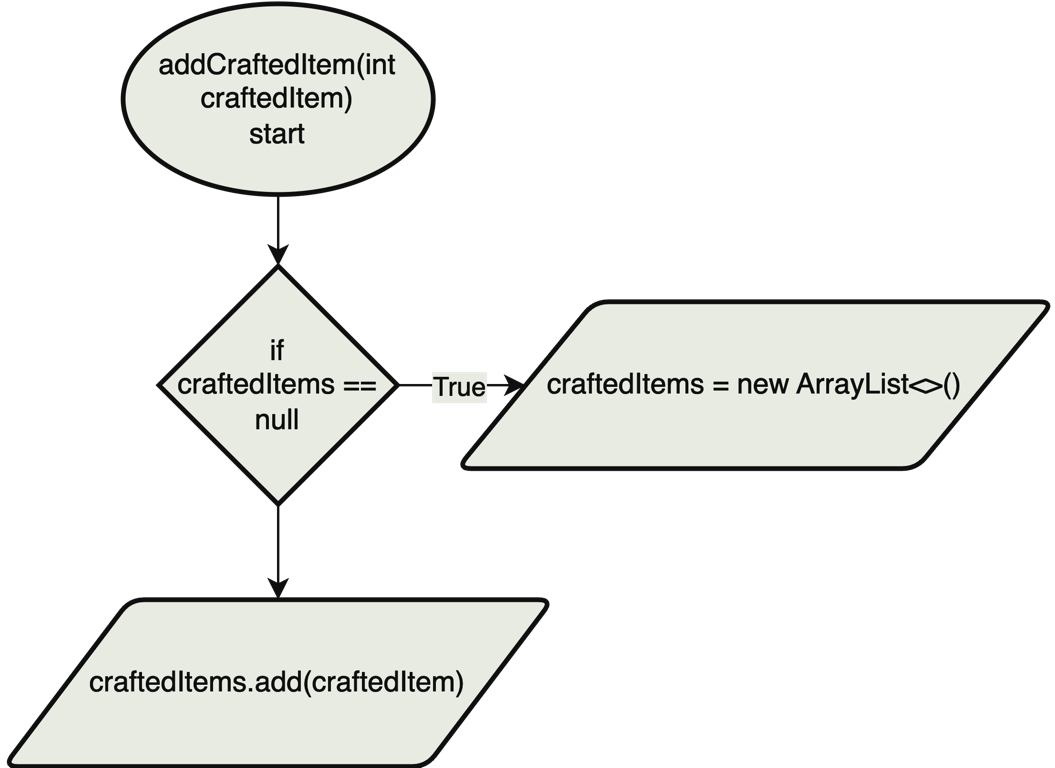 addCraftedItem(int
craftedItem)
start
if
craftedItems ==
null
True
craftedItems = new ArrayList<>()
craftedItems.add(craftedItem)